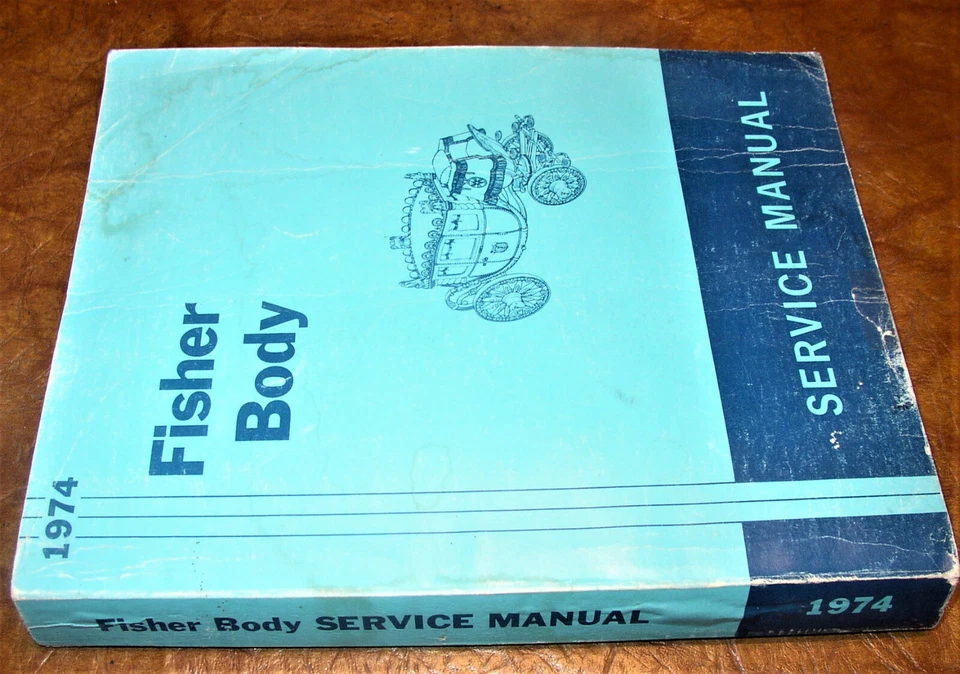 1974
Fisher
Body
SERVICE MANUAL
Fisher Body SERVICE MANUAL
1974